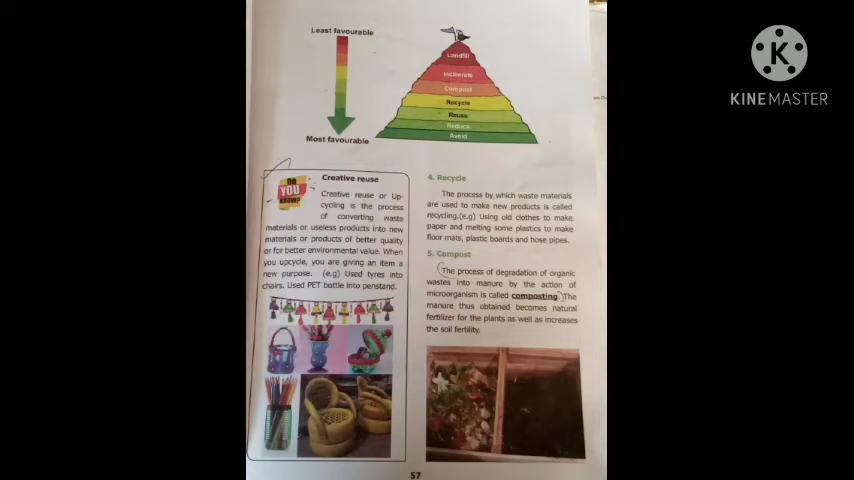 Least favourable
Landfill
Incinerate
Compost
Recycle
Reuse
Reduce
Avoid
Most favourable
K
KINEMASTER
DO
YOU
KNOW?
Creative reuse
Creative reuse or Up-
cycling is the process
of converting waste
materials or useless products into new
materials or products of better quality
or for better environmental value. When
you upcycle, you are giving an item a
new purpose. (e.g) Used tyres into
chairs. Used PET bottle into penstand.
4. Recycle
The process by which waste materials
are used to make new products is called
recycling.(e.g) Using old clothes to make
paper and melting some plastics to make
floor mats, plastic boards and hose pipes.
5. Compost
The process of degradation of organic
wastes into manure by the action of
microorganism is called composting. The
manure thus obtained becomes natural
fertilizer for the plants as well as increases
the soil fertility.
57